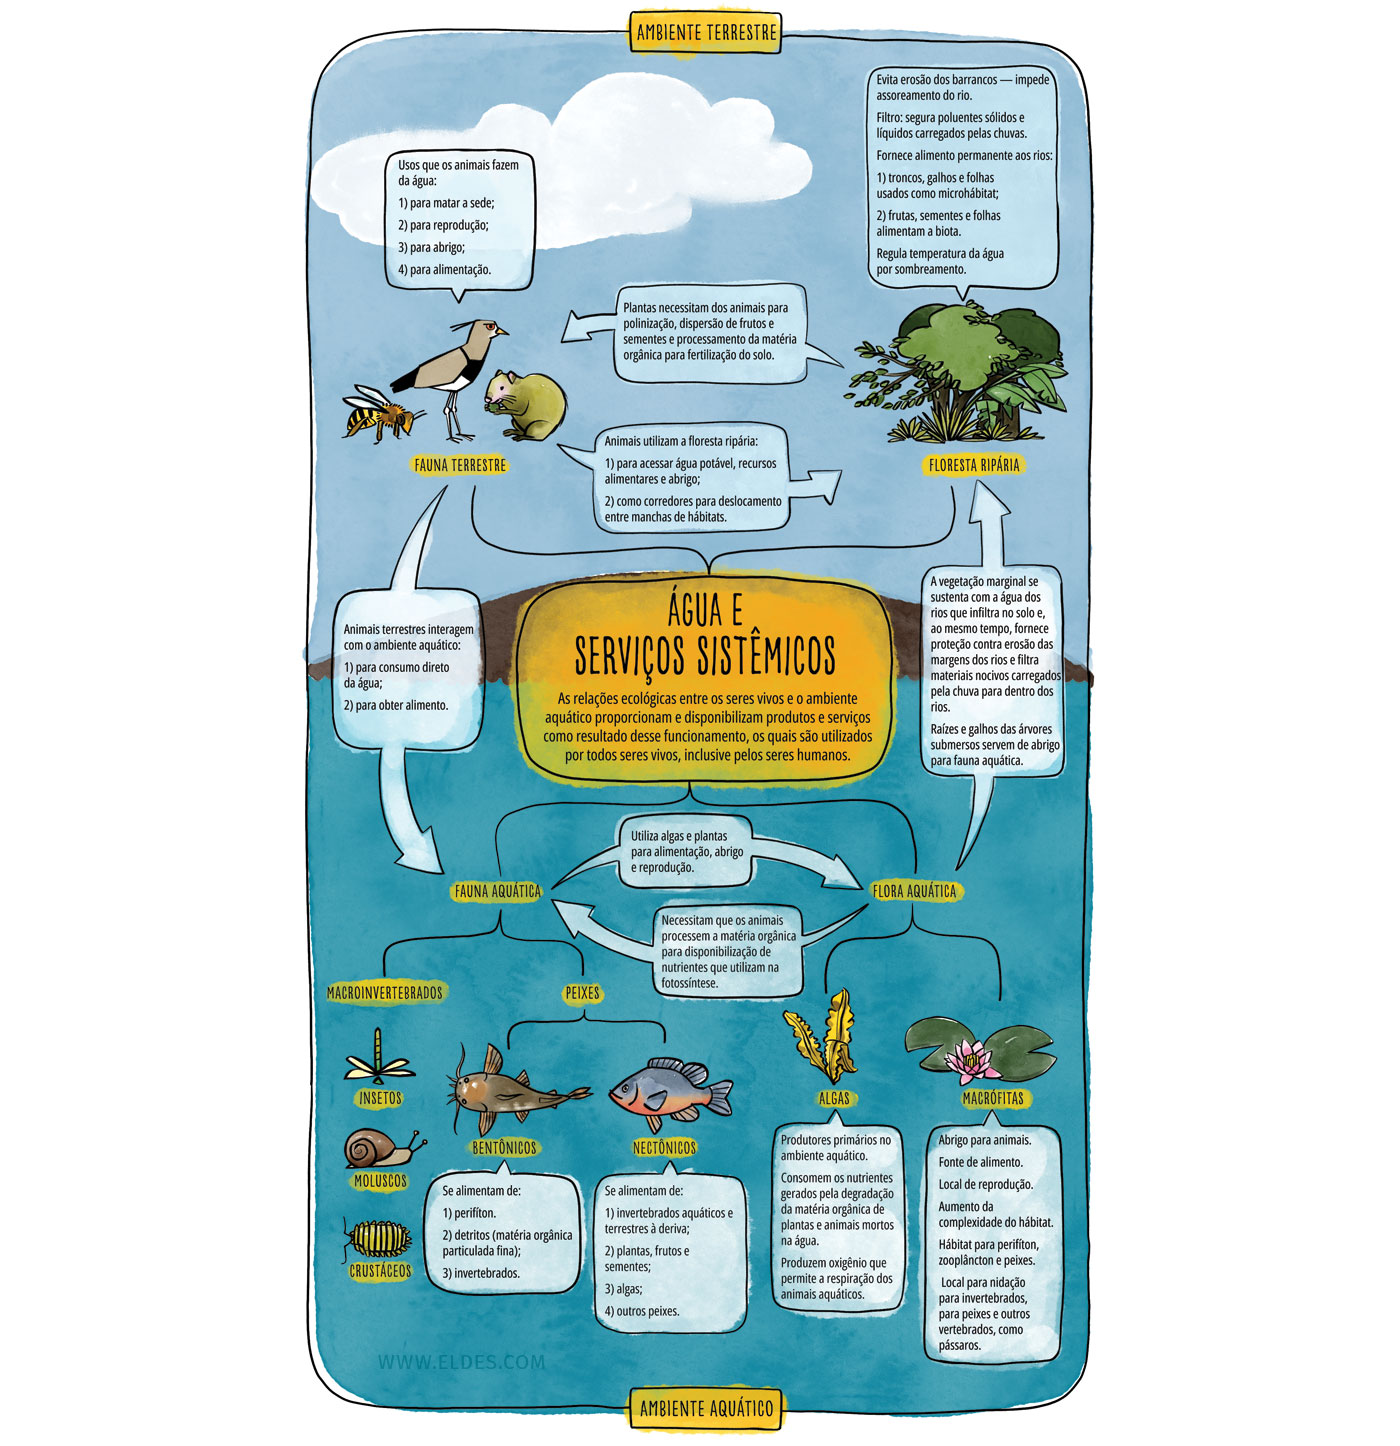 AMBIENTE TERRESTRE
Evita erosão dos barrancos — impede
assoreamento do rio.
Filtro: segura poluentes sólidos e
líquidos carregados pelas chuvas.
Fornece alimento permanente aos rios:
1) troncos, galhos e folhas
usados como microhábitat;
2) frutas, sementes e folhas
alimentam a biota.
Regula temperatura da água
por sombreamento.
Usos que os animais fazem
da água:
1) para matar a sede;
2) para reprodução;
3) para abrigo;
4) para alimentação.
Plantas necessitam dos animais para
polinização, dispersão de frutos e
sementes e processamento da matéria
orgânica para fertilização do solo.
Animais utilizam a floresta ripária:
1) para acessar água potável, recursos
alimentares e abrigo;
2) como corredores para deslocamento
entre manchas de hábitats.
FAUNA TERRESTRE
FLORESTA RIPÁRIA
Animais terrestres interagem
com o ambiente aquático:
1) para consumo direto
da água;
2) para obter alimento.
ÁGUA E
SERVIÇOS SISTÊMICOS
As relações ecológicas entre os seres vivos e o ambiente
aquático proporcionam e disponibilizam produtos e serviços
como resultado desse funcionamento, os quais são utilizados
por todos seres vivos, inclusive pelos seres humanos.
A vegetação marginal se
sustenta com a água dos
rios que infiltra no solo e,
ao mesmo tempo, fornece
proteção contra erosão das
margens dos rios e filtra
materiais nocivos carregados
pela chuva para dentro dos
rios.
Raízes e galhos das árvores
submersos servem de abrigo
para fauna aquática.
Utiliza algas e plantas
para alimentação, abrigo
e reprodução.
FAUNA AQUÁTICA
FLORA AQUÁTICA
Necessitam que os animais
processem a matéria orgânica
para disponibilização de
nutrientes que utilizam na
fotossíntese.
MACROINVERTEBRADOS
PEIXES
INSETOS
MOLUSCOS
CRUSTÁCEOS
BENTÔNICOS
Se alimentam de:
1) perifíton.
2) detritos (matéria orgânica
particulada fina);
3) invertebrados.
NECTÔNICOS
Se alimentam de:
1) invertebrados aquáticos e
terrestres à deriva;
2) plantas, frutos e
sementes;
3) algas;
4) outros peixes.
ALGAS
Produtores primários no
ambiente aquático.
Consomem os nutrientes
gerados pela degradação
da matéria orgânica de
plantas e animais mortos
na água.
Produzem oxigênio que
permite a respiração dos
animais aquáticos.
MACRÓFITAS
Abrigo para animais.
Fonte de alimento.
Local de reprodução.
Aumento da
complexidade do hábitat.
Hábitat para perifíton,
zooplâncton e peixes.
Local para nidação
para invertebrados,
para peixes e outros
vertebrados, como
pássaros.
WWW.ELDES.COM
AMBIENTE AQUÁTICO